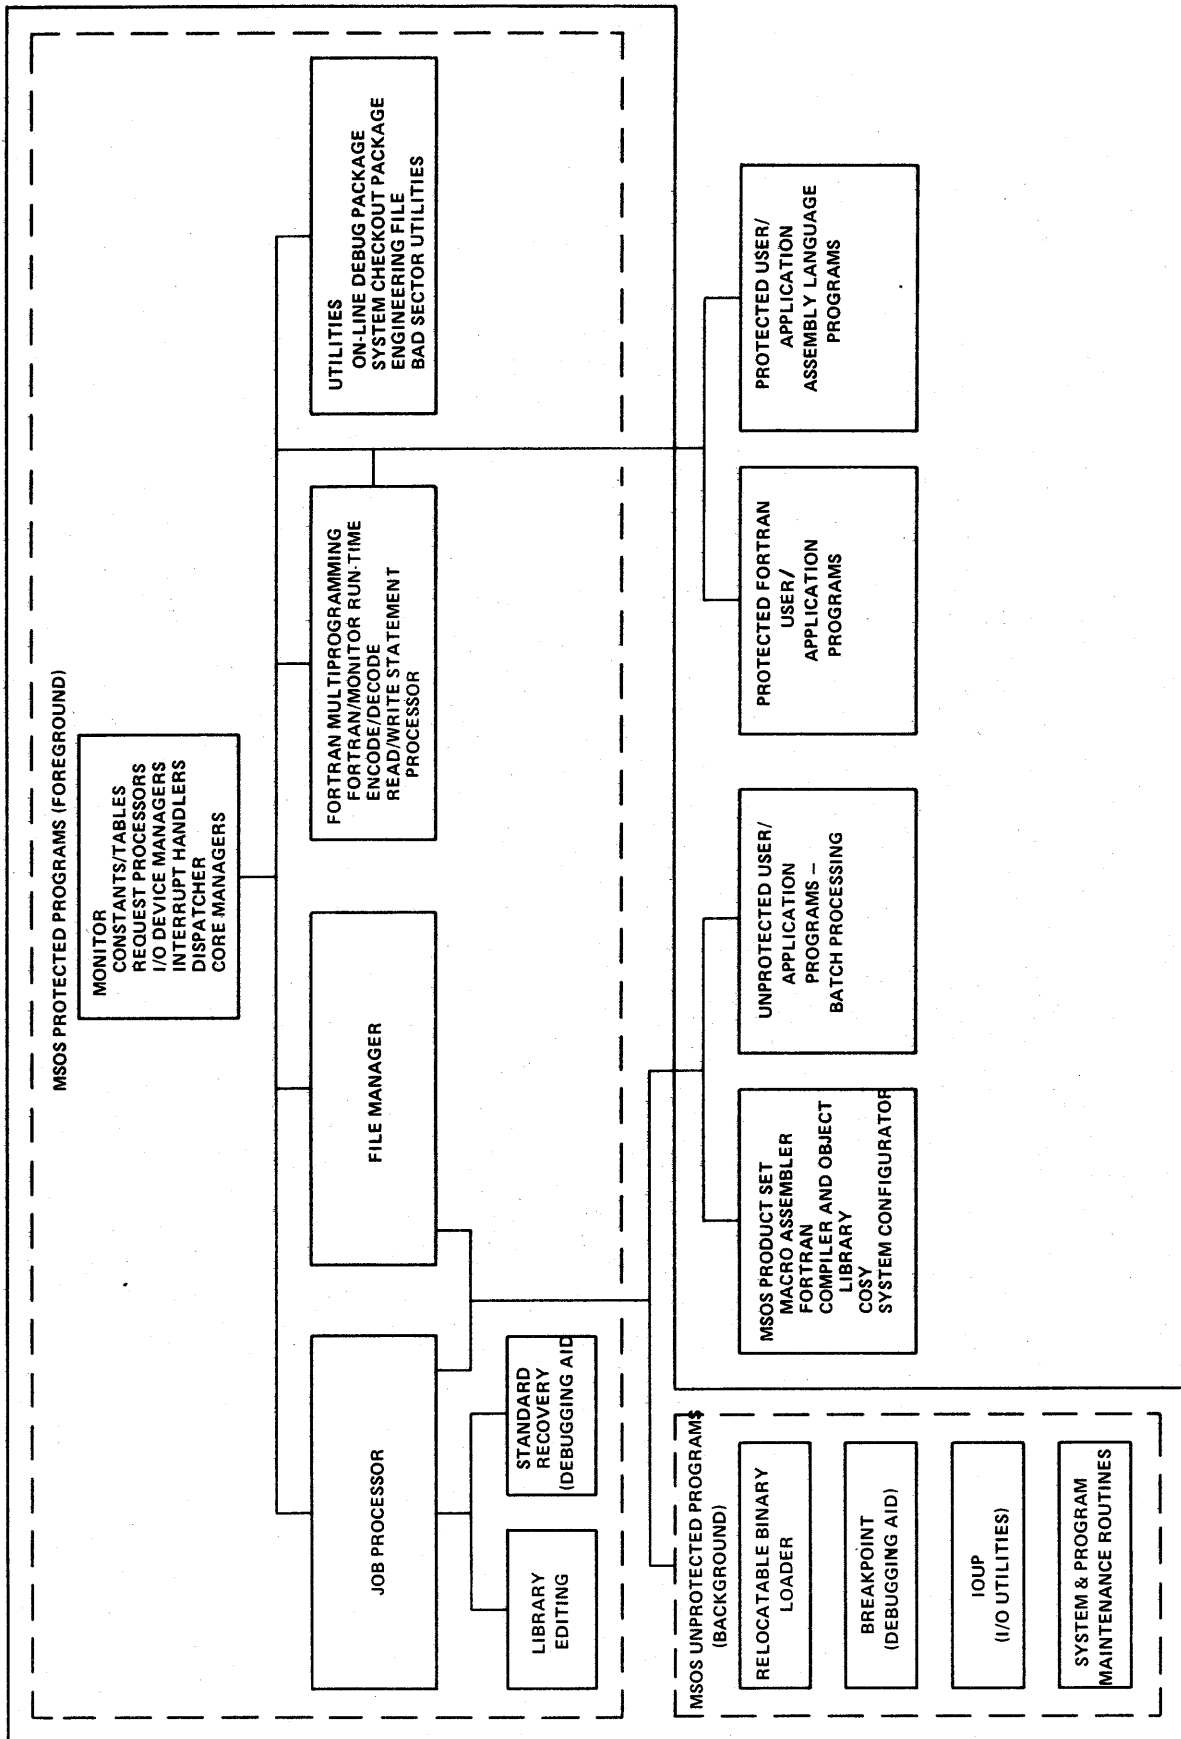 MSOS PROTECTED PROGRAMS (FOREGROUND)
MONITOR
CONSTANTS/TABLES
REQUEST PROCESSORS
I/O DEVICE MANAGERS
INTERRUPT HANDLERS
DISPATCHER
CORE MANAGERS
JOB PROCESSOR
FILE MANAGER
FORTRAN MULTIPROGRAMMING
FORTRAN/MONITOR RUN-TIME
ENCODE/DECODE
READ/WRITE STATEMENT
PROCESSOR
UTILITIES
ON-LINE DEBUG PACKAGE
SYSTEM CHECKOUT PACKAGE
ENGINEERING FILE
BAD SECTOR UTILITIES
LIBRARY
EDITING
STANDARD
RECOVERY
(DEBUGGING AID)
MSOS UNPROTECTED PROGRAMS
(BACKGROUND)
RELOCATABLE BINARY
LOADER
BREAKPOINT
(DEBUGGING AID)
IOUP
(I/O UTILITIES)
SYSTEM & PROGRAM
MAINTENANCE ROUTINES
MSOS PRODUCT SET
MACRO ASSEMBLER
FORTRAN
COMPILER AND OBJECT
LIBRARY
COSY
SYSTEM CONFIGURATOR
UNPROTECTED USER/
APPLICATION
PROGRAMS –
BATCH PROCESSING
PROTECTED FORTRAN
USER/
APPLICATION
PROGRAMS
PROTECTED USER/
APPLICATION
ASSEMBLY LANGUAGE
PROGRAMS